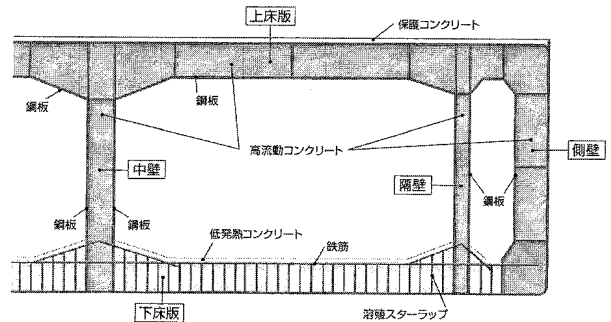 上床版
保護コンクリート
鋼板
鋼板
高流動コンクリート
側壁
中壁
隔壁
鋼板
鋼板
鋼板
低発熱コンクリート
鉄筋
下床版
溶殖スターラップ